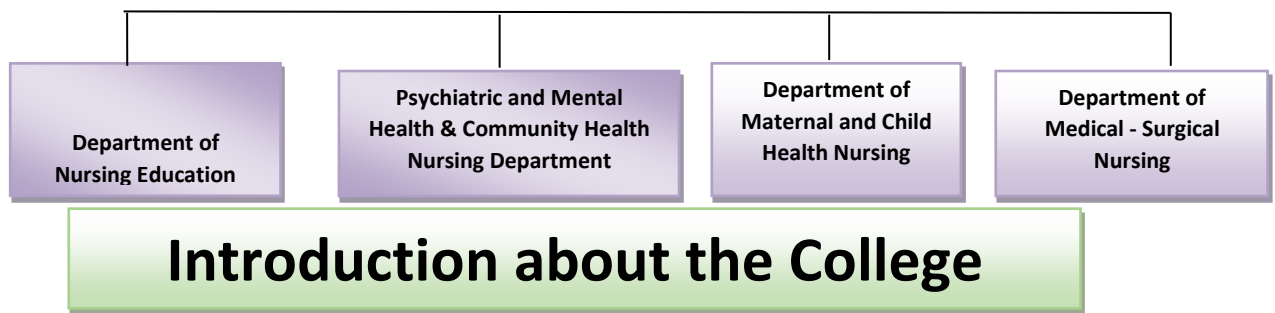 Department of
Nursing Education
Psychiatric and Mental
Health & Community Health
Nursing Department
Department of
Maternal and Child
Health Nursing
Department of
Medical - Surgical
Nursing
Introduction about the College